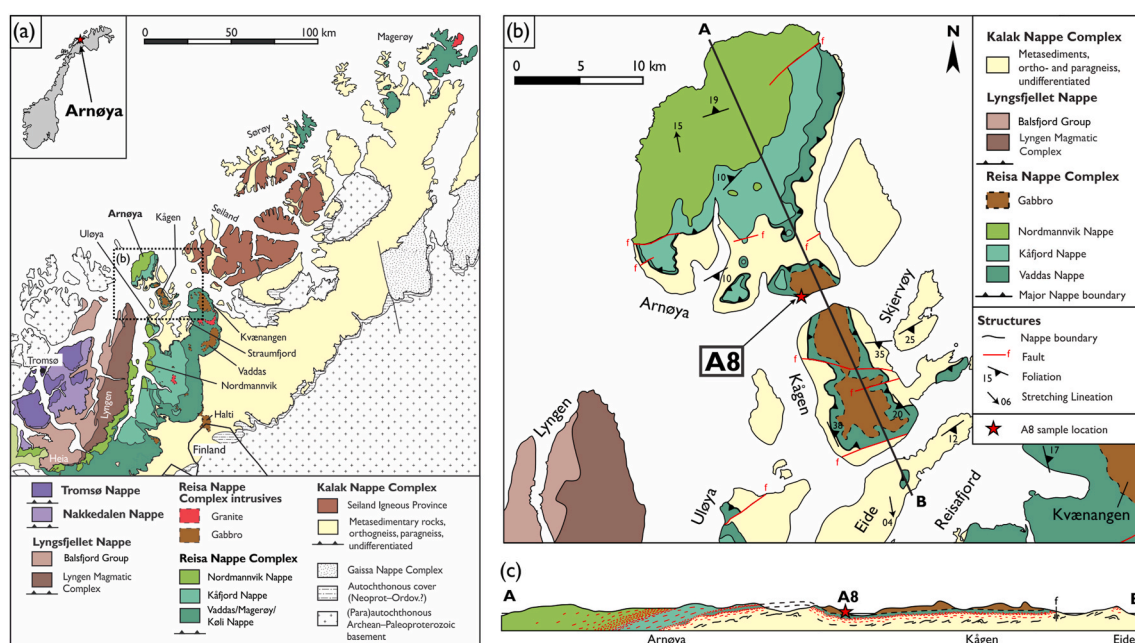 (a)
Arnøya
0 50 100 km
Magerøy
Sørøy
Seiland
Arnøya
Kågen
Uløya
(b)
Kvænangen
Straumfjord
Vaddas
Nordmannvik
Tromsø
Lyngen
Halti
Finland
Heia
Tromsø Nappe
Nakkedalen Nappe
Lyngsfjellet Nappe
Balsfjord Group
Lyngen Magmatic
Complex
Reisa Nappe
Complex intrusives
Granite
Gabbro
Reisa Nappe Complex
Nordmannvik Nappe
Kåfjord Nappe
Vaddas/Magerøy/
Køli Nappe
Kalak Nappe Complex
Seiland Igneous Province
Metasedimentary rocks,
orthogneiss, paragneiss,
undifferentiated
Gaissa Nappe Complex
Autochthonous cover
(Neoprot–Ordov.?)
(Para)autochthonous
Archean–Paleoproterozoic
basement
(b)
A
N
0 5 10 km
f
19
15
10
f
f
f
f
10
Arnøya
Skjervøy
25
35
A8
f
Kågen
f
20
38
f
12
B
Lyngen
Uløya
f
Eide
04
Reisafjord
17
Kvænangen
f
Kalak Nappe Complex
Metasediments,
ortho- and paragneiss,
undifferentiated
Lyngsfjellet Nappe
Balsfjord Group
Lyngen Magmatic
Complex
Reisa Nappe Complex
Gabbro
Nordmannvik Nappe
Kåfjord Nappe
Vaddas Nappe
Major Nappe boundary
Structures
Nappe boundary
f Fault
15 Foliation
06 Stretching Lineation
A8 sample location
(c)
A
A8
f
B
Arnøya
Kågen
Eide